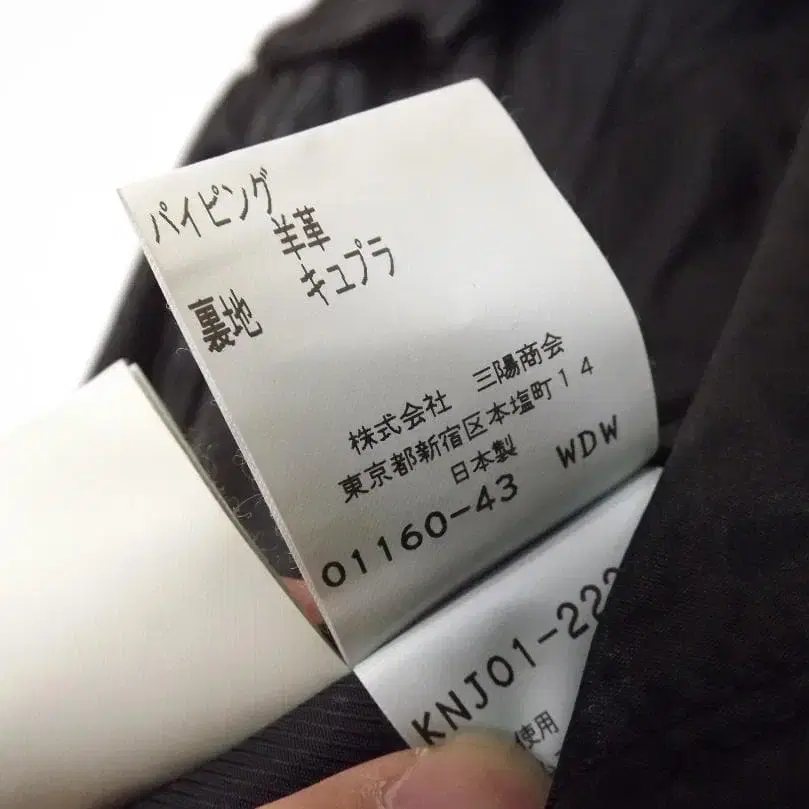 パイピング
羊革
裏地 キュプラ
株式会社 三陽商会
東京都新宿区本塩町14
日本製
01160-43 WDW
KNJ01-222
使用